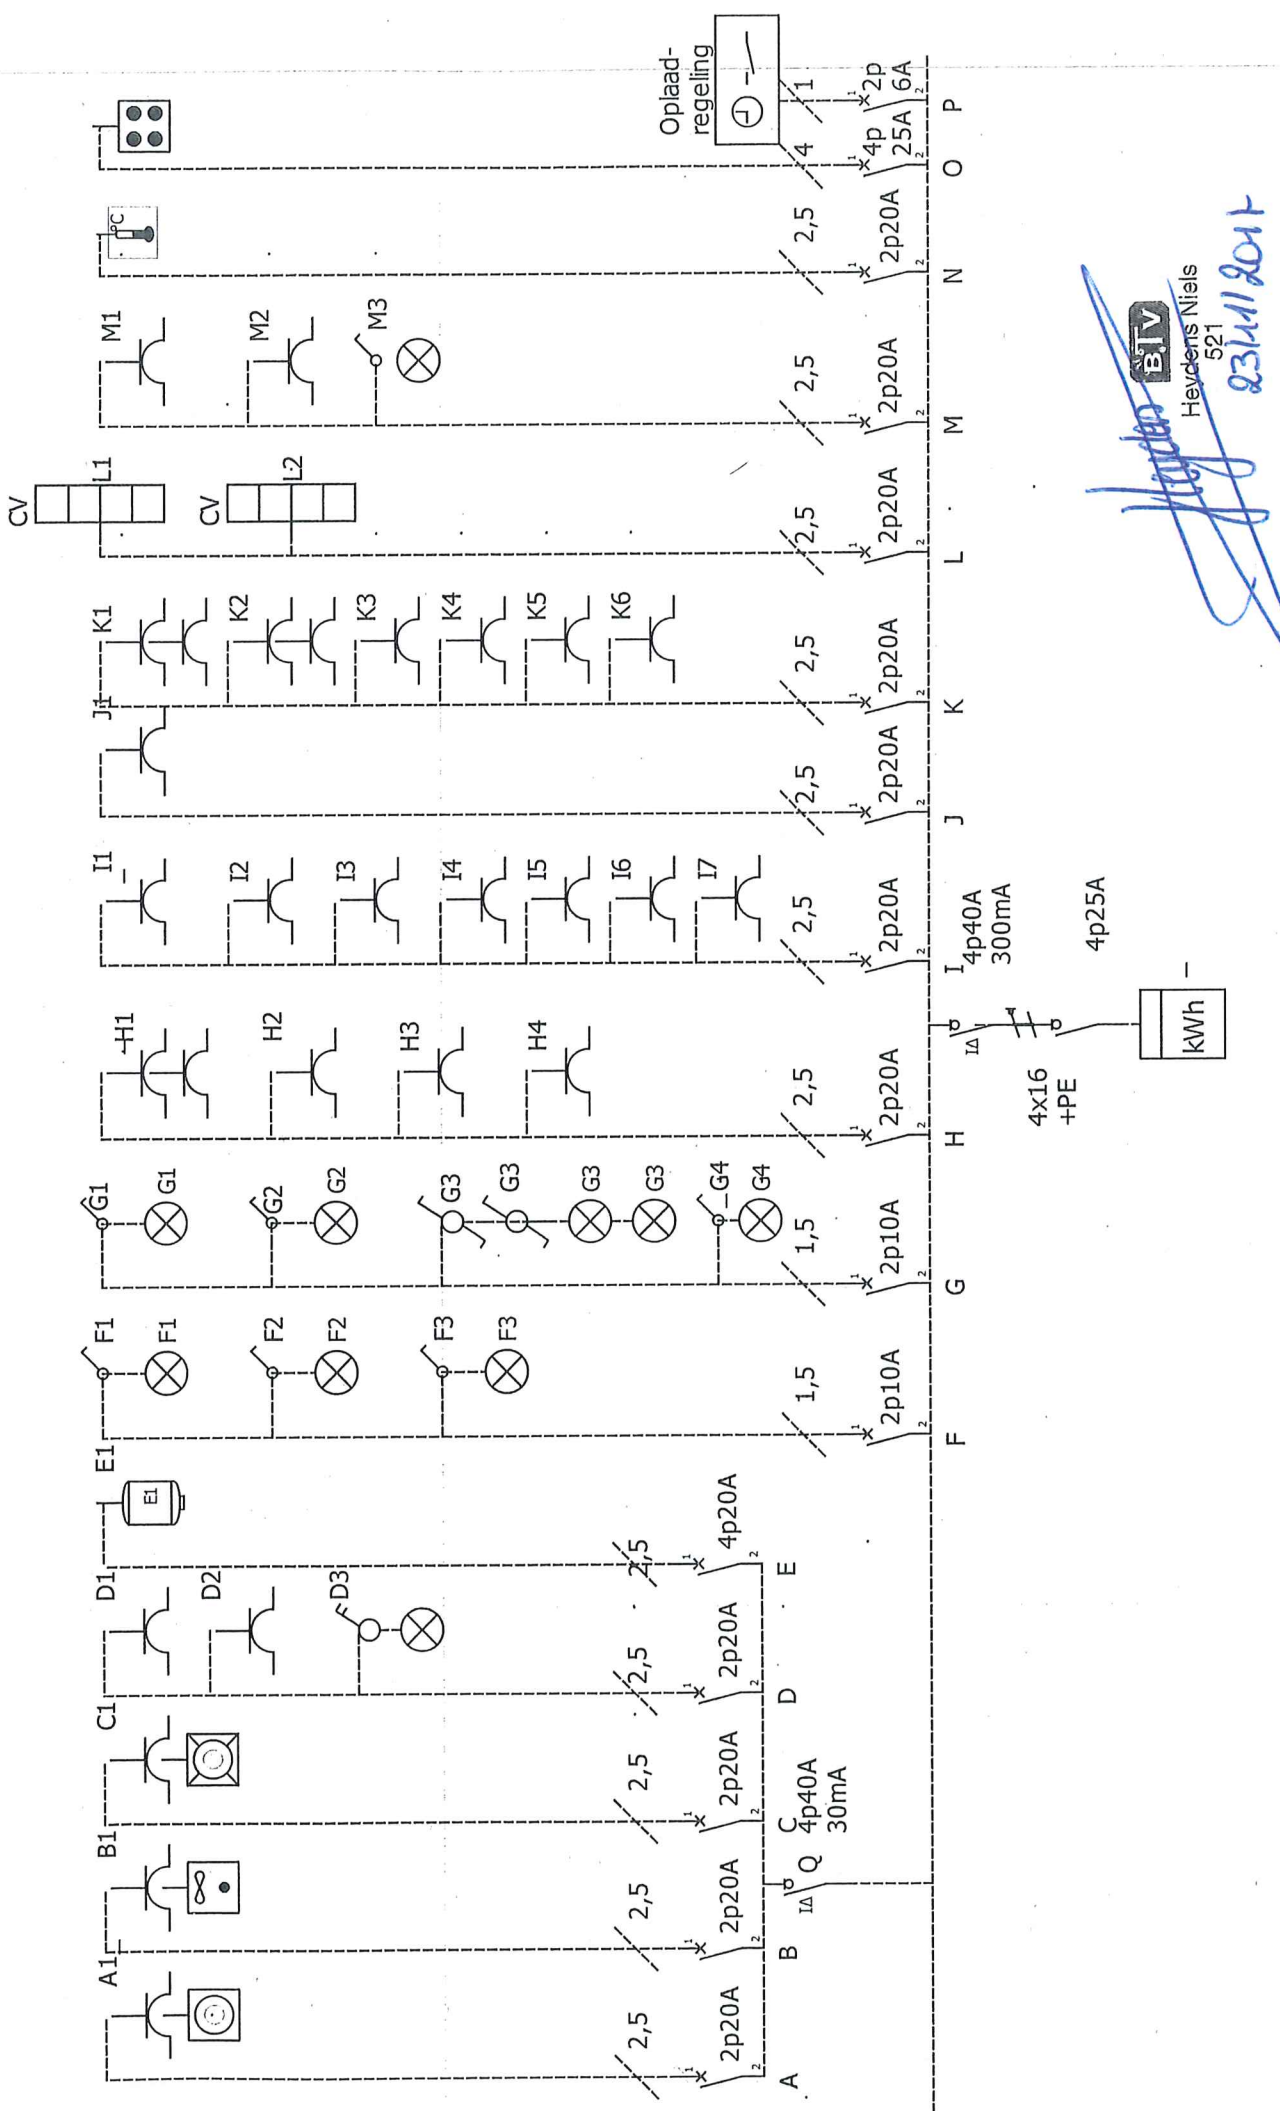 A1
2,5
2p20A
A
B1
2,5
2p20A
B
C1
2,5
2p20A
C
IΔ
Q
4p40A
30mA
D1
D2
D3
2,5
2p20A
D
E1
E1
2,5
4p20A
E
F1
F1
F2
F2
F3
F3
1,5
2p10A
F
G1
G1
G2
G2
G3
G3
G3
G3
G4
G4
1,5
2p10A
G
H1
H2
H3
H4
2,5
2p20A
H
I1
I2
I3
I4
I5
I6
I7
2,5
2p20A
I
IΔ
4p40A
300mA
4x16
+PE
4p25A
kWh
J1
2,5
2p20A
J
K1
K2
K3
K4
K5
K6
2,5
2p20A
K
CV
L1
CV
L2
2,5
2p20A
L
M1
M2
M3
2,5
2p20A
M
°C
2,5
2p20A
N
4
4p
25A
O
Oplaad-
regeling
1
2p
6A
P
BTV
Heydens Niels
521
23/11/2017